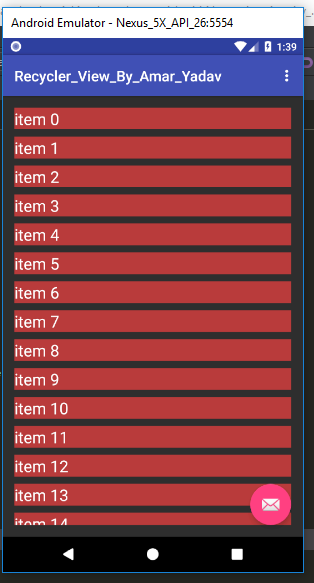 Android Emulator - Nexus_5X_API_26:5554
1:39
Recycler_View_By_Amar_Yadav
item 0
item 1
item 2
item 3
item 4
item 5
item 6
item 7
item 8
item 9
item 10
item 11
item 12
item 13
item 14